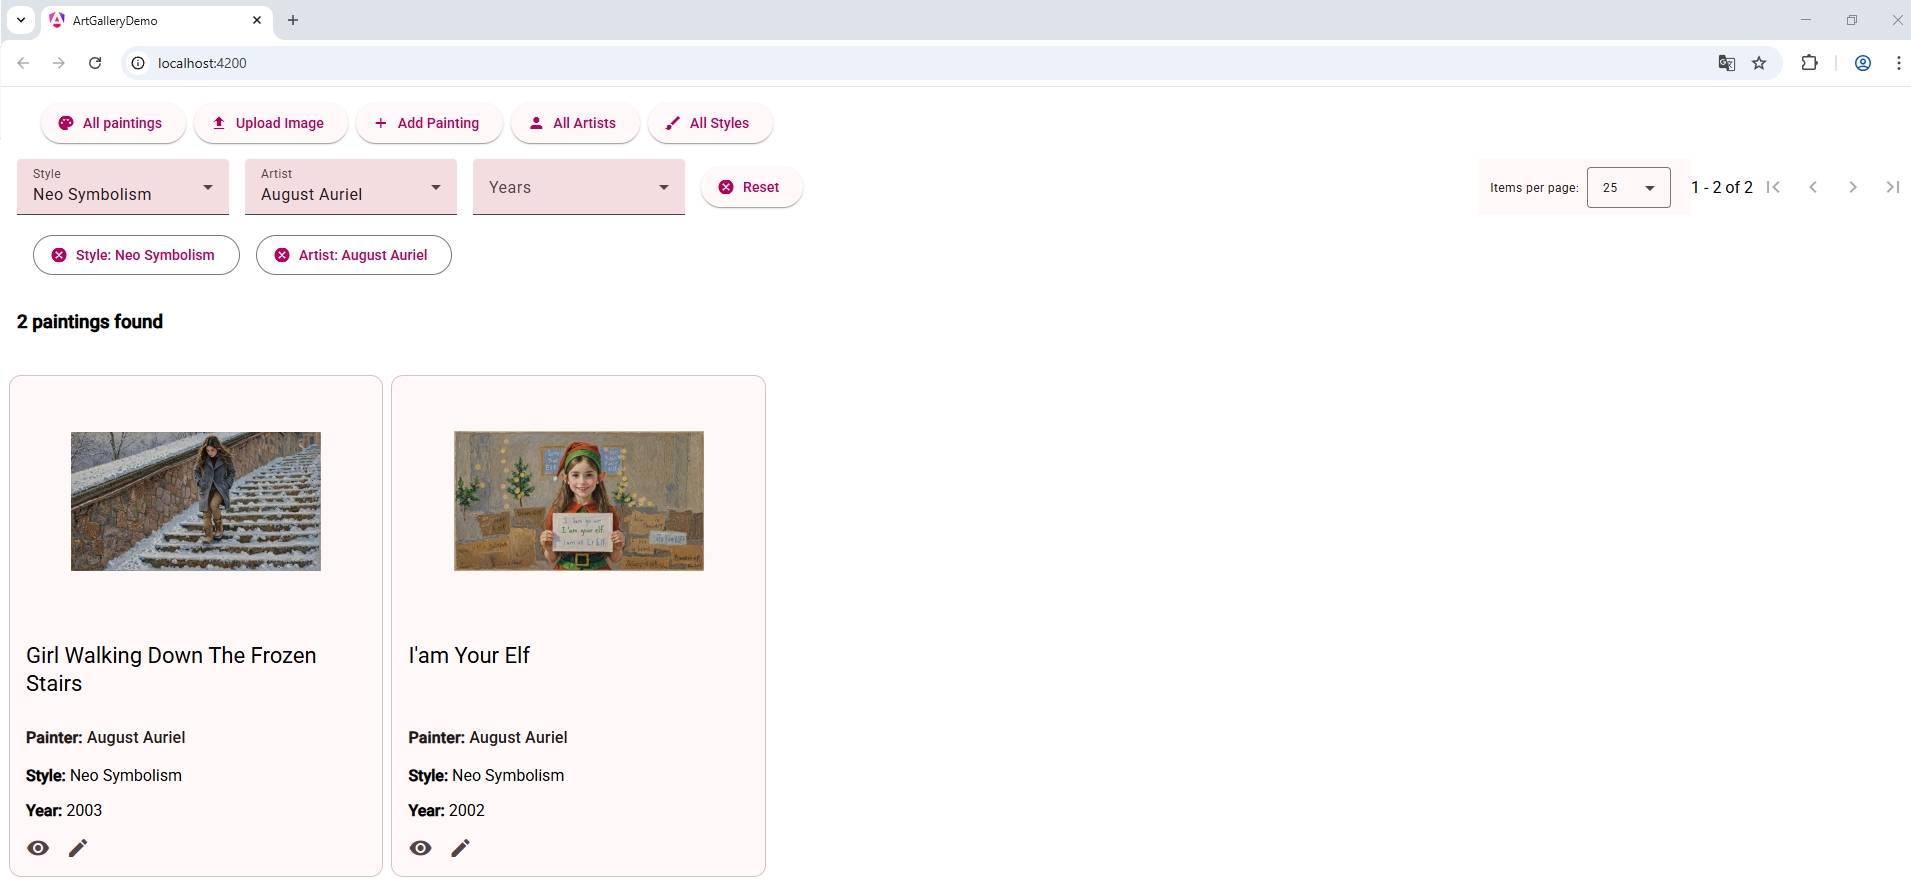 ArtGalleryDemo
localhost:4200
All paintings Upload Image Add Painting All Artists All Styles
Style Artist
Neo Symbolism August Auriel Years Reset Items per page: 25 1 - 2 of 2
Style: Neo Symbolism Artist: August Auriel
2 paintings found
I'am your elf
Girl Walking Down The Frozen
Stairs
Painter: August Auriel
Style: Neo Symbolism
Year: 2003
I'am Your Elf
Painter: August Auriel
Style: Neo Symbolism
Year: 2002